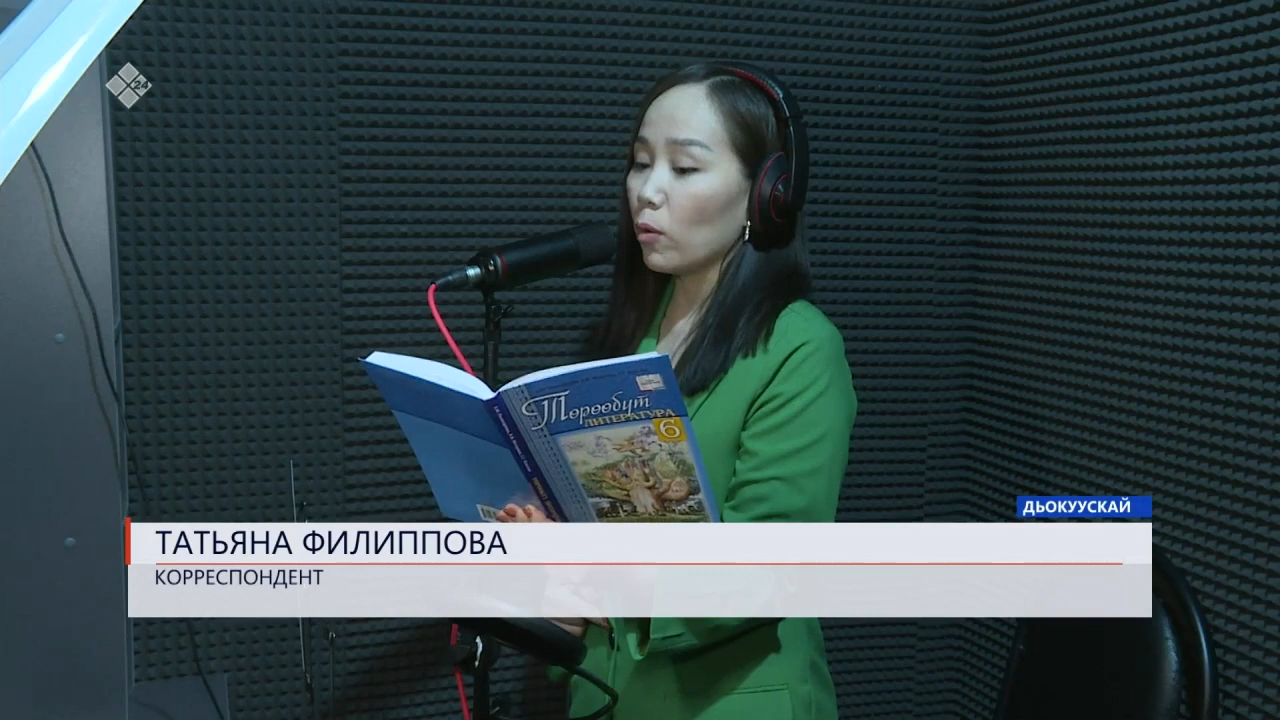 24
Төрөөбүт
ЛИТЕРАТУРА
6
ДЬОКУУСКАЙ
ТАТЬЯНА ФИЛИППОВА
КОРРЕСПОНДЕНТ